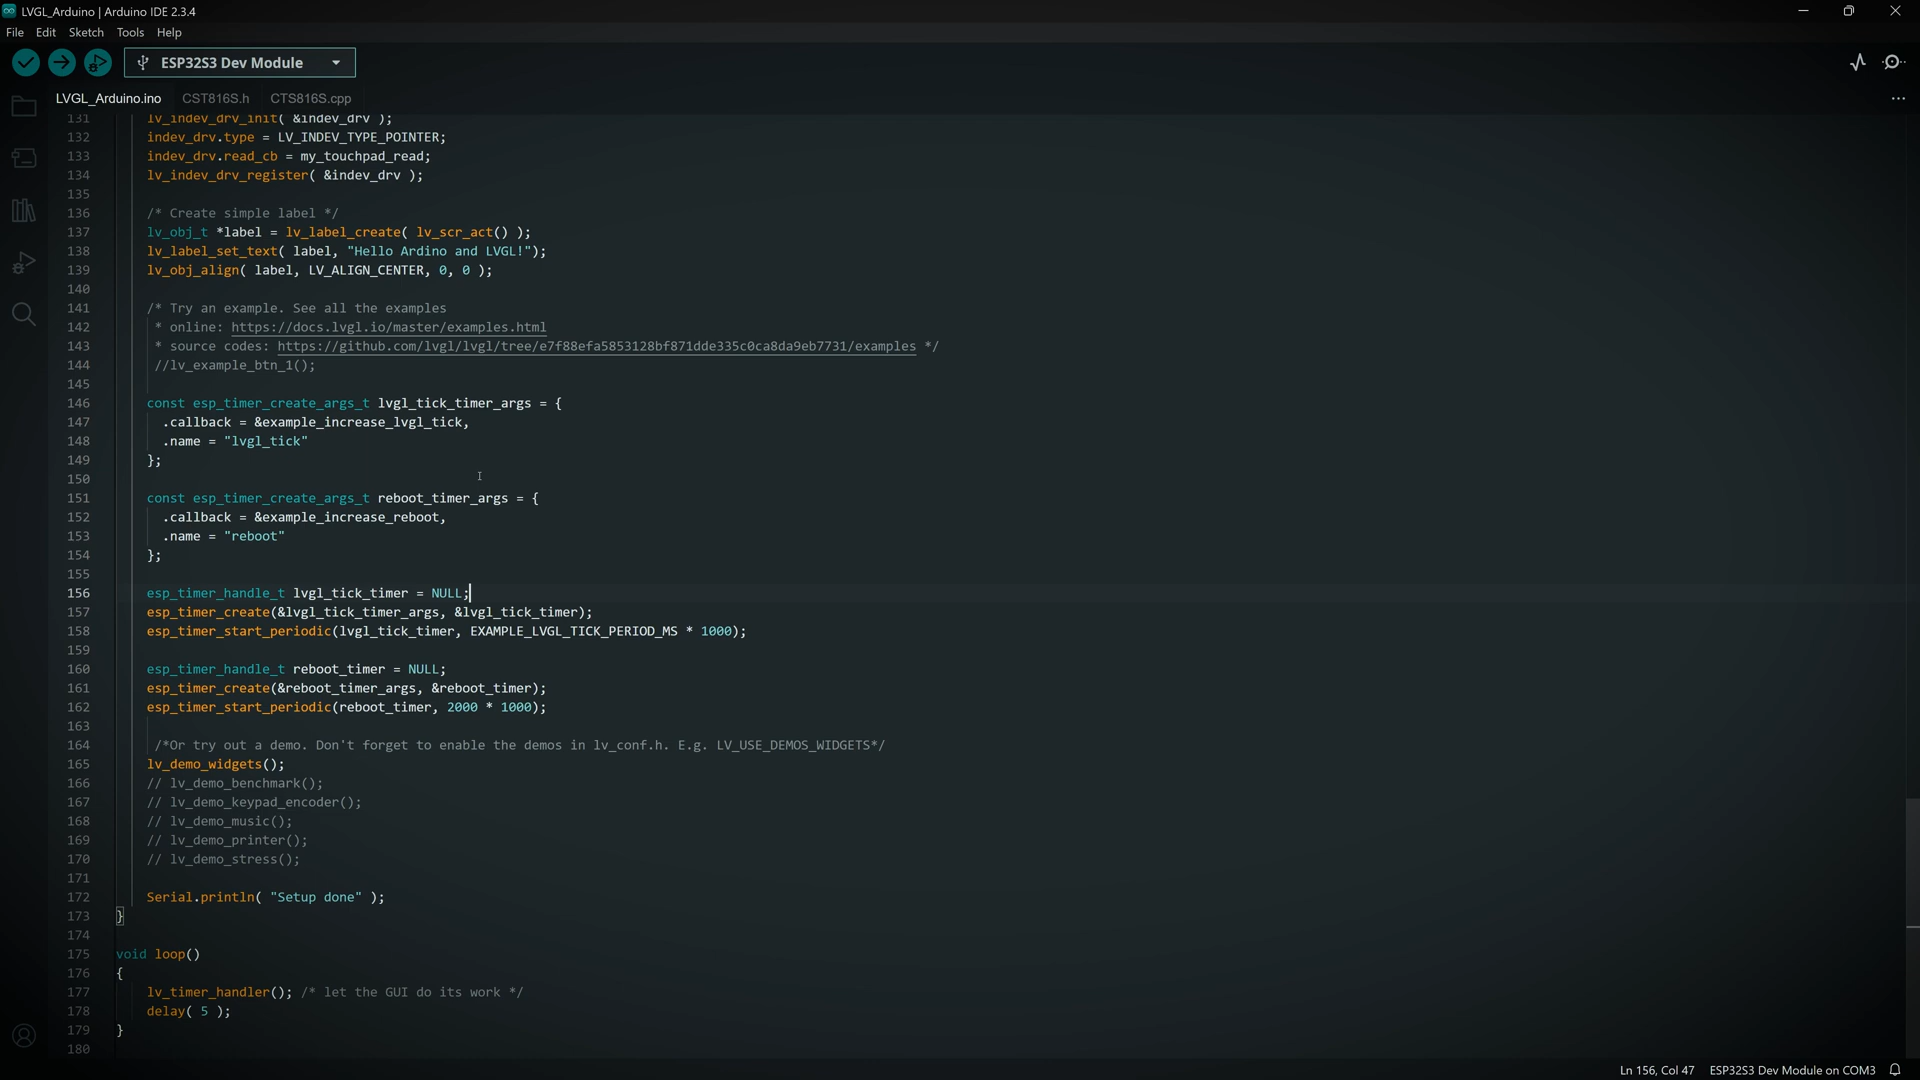 LVGL_Arduino | Arduino IDE 2.3.4
File Edit Sketch Tools Help
ESP32S3 Dev Module
LVGL_Arduino.ino CST816S.h CTS816S.cpp
131 lv_indev_drv_init( &indev_drv );
132 indev_drv.type = LV_INDEV_TYPE_POINTER;
133 indev_drv.read_cb = my_touchpad_read;
134 lv_indev_drv_register( &indev_drv );
135
136 /* Create simple label */
137 lv_obj_t *label = lv_label_create( lv_scr_act() );
138 lv_label_set_text( label, "Hello Ardino and LVGL!");
139 lv_obj_align( label, LV_ALIGN_CENTER, 0, 0 );
140
141 /* Try an example. See all the examples
142 * online: https://docs.lvgl.io/master/examples.html
143 * source codes: https://github.com/lvgl/lvgl/tree/e7f88efa5853128bf871dde335c0ca8da9eb7731/examples */
144 //lv_example_btn_1();
145
146 const esp_timer_create_args_t lvgl_tick_timer_args = {
147 .callback = &example_increase_lvgl_tick,
148 .name = "lvgl_tick"
149 };
150
151 const esp_timer_create_args_t reboot_timer_args = {
152 .callback = &example_increase_reboot,
153 .name = "reboot"
154 };
155
156 esp_timer_handle_t lvgl_tick_timer = NULL;
157 esp_timer_create(&lvgl_tick_timer_args, &lvgl_tick_timer);
158 esp_timer_start_periodic(lvgl_tick_timer, EXAMPLE_LVGL_TICK_PERIOD_MS * 1000);
159
160 esp_timer_handle_t reboot_timer = NULL;
161 esp_timer_create(&reboot_timer_args, &reboot_timer);
162 esp_timer_start_periodic(reboot_timer, 2000 * 1000);
163
164 /*Or try out a demo. Don't forget to enable the demos in lv_conf.h. E.g. LV_USE_DEMOS_WIDGETS*/
165 lv_demo_widgets();
166 // lv_demo_benchmark();
167 // lv_demo_keypad_encoder();
168 // lv_demo_music();
169 // lv_demo_printer();
170 // lv_demo_stress();
171
172 Serial.println( "Setup done" );
173 }
174
175 void loop()
176 {
177 lv_timer_handler(); /* let the GUI do its work */
178 delay( 5 );
179 }
180
Ln 156, Col 47 ESP32S3 Dev Module on COM3